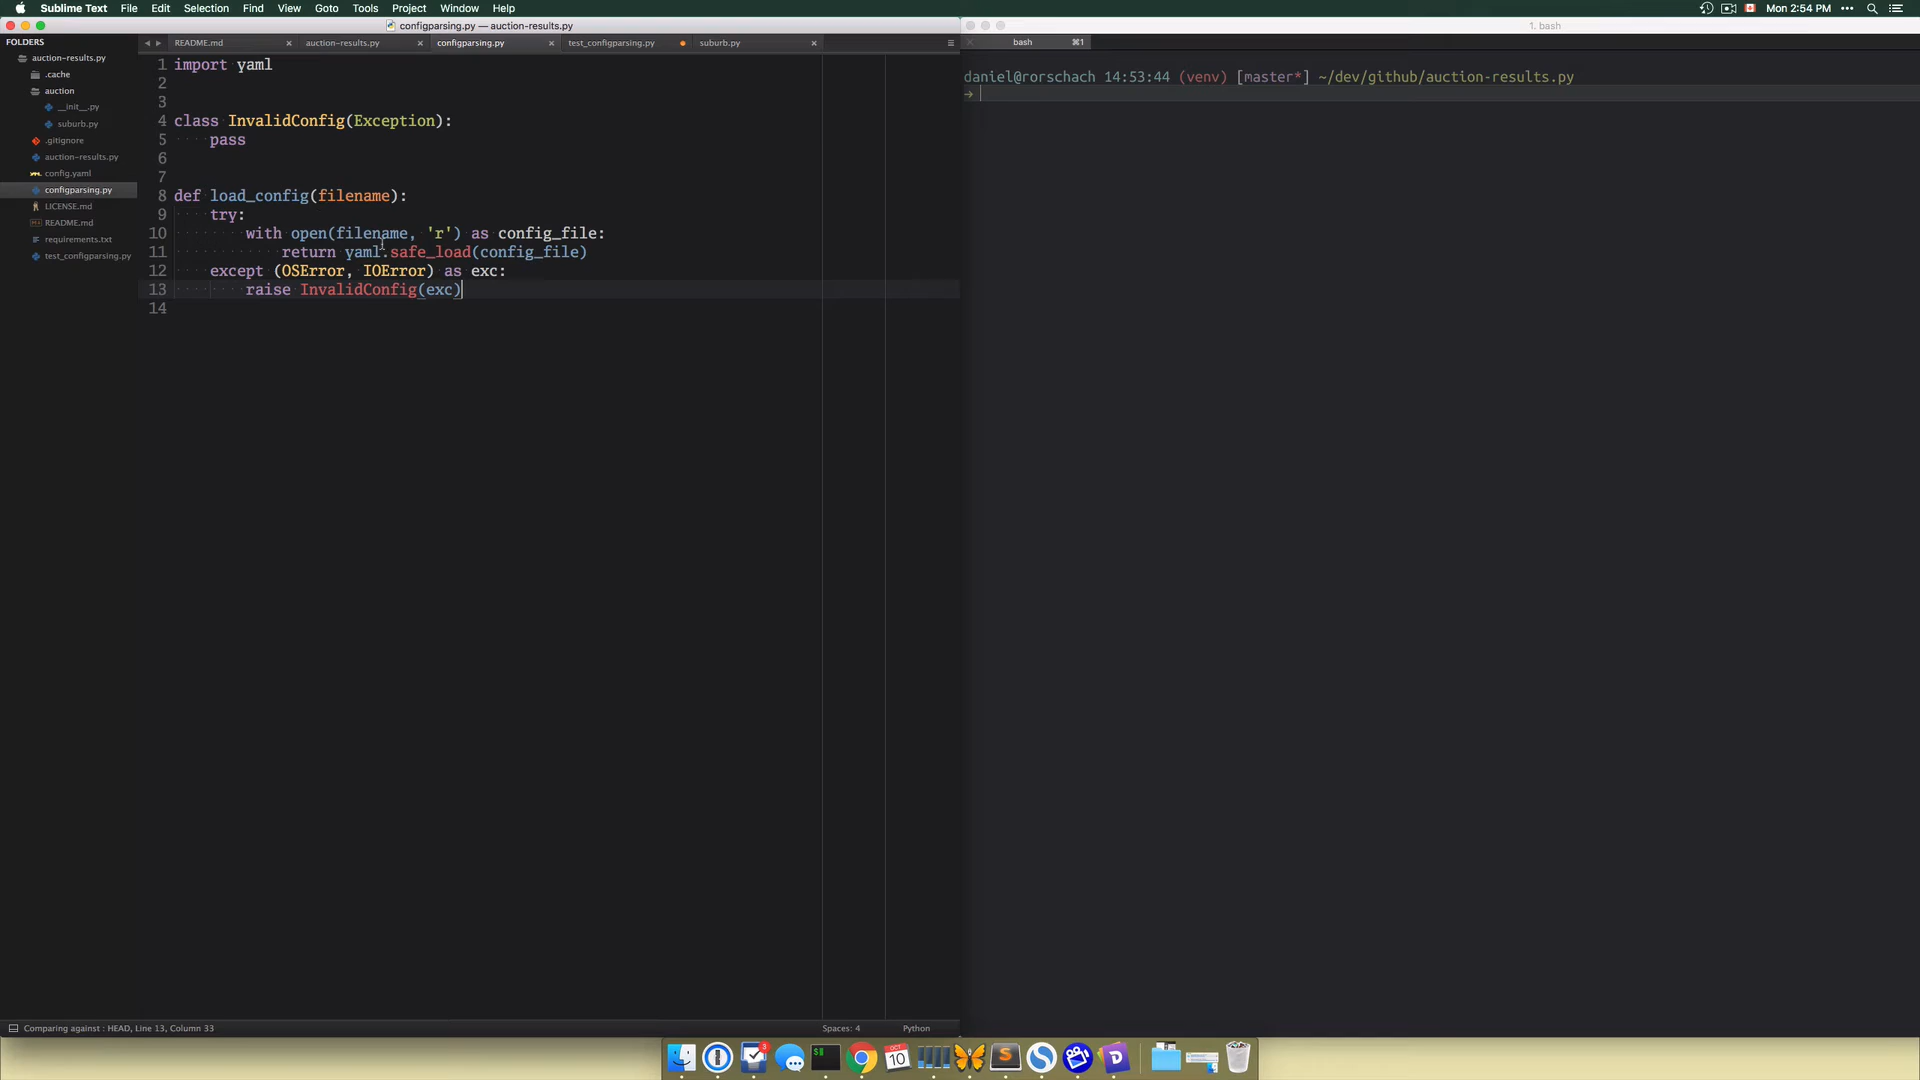 Sublime Text File Edit Selection Find View Goto Tools Project Window Help Mon 2:54 PM
configparsing.py — auction-results.py
1. bash
FOLDERS
auction-results.py
.cache
auction
__init__.py
suburb.py
.gitignore
auction-results.py
config.yaml
configparsing.py
LICENSE.md
README.md
requirements.txt
test_configparsing.py
README.md auction-results.py configparsing.py test_configparsing.py suburb.py
1 import yaml
2
3
4 class InvalidConfig(Exception):
5 pass
6
7
8 def load_config(filename):
9 try:
10 with open(filename, 'r') as config_file:
11 return yaml.safe_load(config_file)
12 except (OSError, IOError) as exc:
13 raise InvalidConfig(exc)
14
bash ⌘1
daniel@rorschach 14:53:44 (venv) [master*] ~/dev/github/auction-results.py
→
Comparing against : HEAD, Line 13, Column 33 Spaces: 4 Python
3
$
OCT
10
S
D